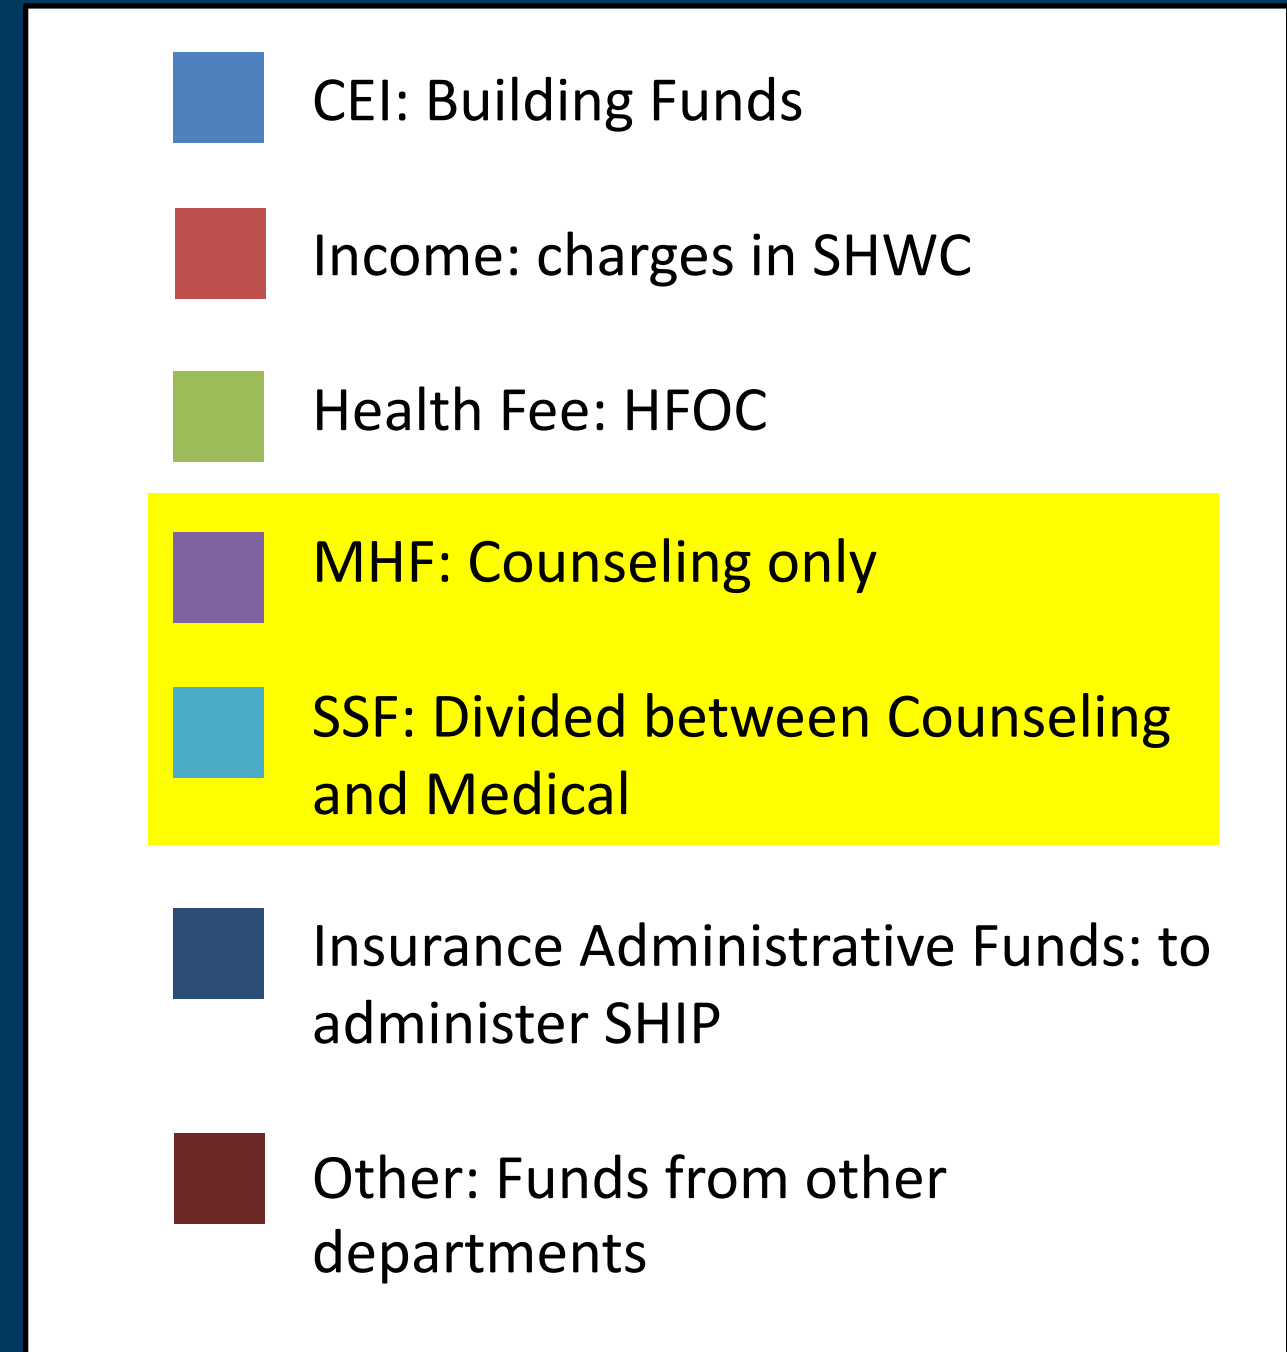 CEI: Building Funds
Income: charges in SHWC
Health Fee: HFOC
MHF: Counseling only
SSF: Divided between Counseling
and Medical
Insurance Administrative Funds: to
administer SHIP
Other: Funds from other
departments